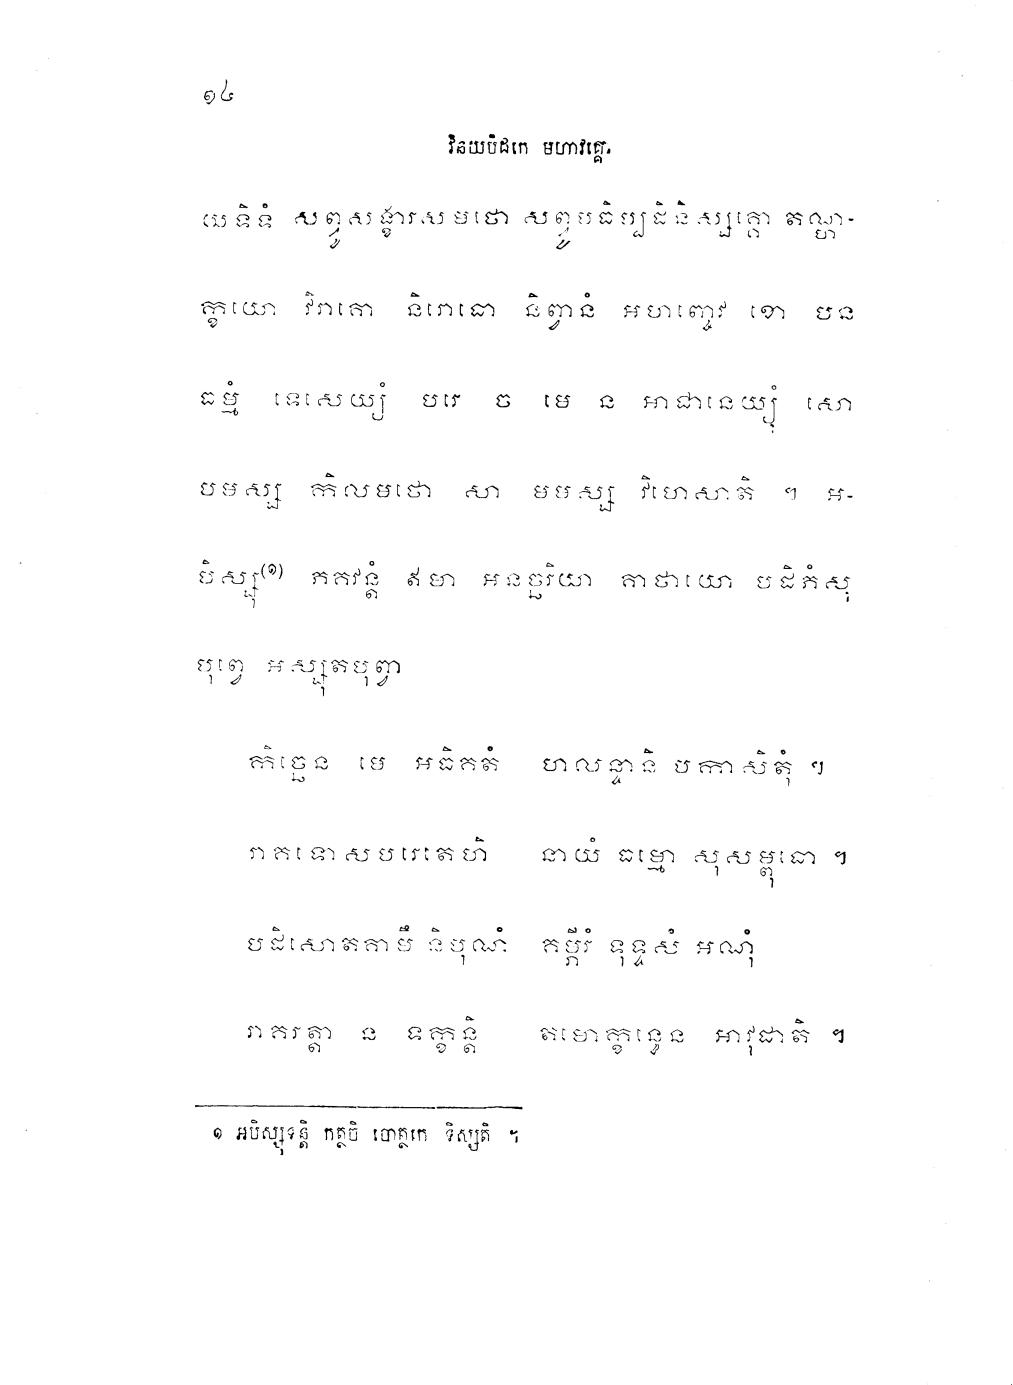 ១៤
វិនយបិដកេ មហាវគ្គេ
យទិទំ សព្វសង្ខារសមថោ សព្វូបធិប្បដិនិស្សគ្គោ តណ្ហា-
ក្ខយោ វិរាគោ និរោធោ និព្វានំ អហញ្ចេវ ខោ បន
ធម្មំ ទេសេយ្យំ បរេ ច មេ ន អាជានេយ្យុំ សោ
បមស្ស កិលមថោ សា មមស្ស វិហេសាតិ ។ អ-
បិស្សុ(១) ភគវន្តំ ឥមា អនច្ឆរិយា គាថាយោ បដិភំសុ
បុព្វេ អស្សុតបុព្វា
កិច្ឆេន មេ អធិគតំ ហលន្ទានិ បកាសិតុំ ។
រាគទោសបរេតេហិ នាយំ ធម្មោ សុសម្ពុធោ ។
បដិសោតគាមឹ និបុណំ គម្ភីរំ ទុទ្ទសំ អណុំ
រាគរត្តា ន ទក្ខន្តិ តមោក្ខន្ធេន អាវុដាតិ ។
១ អបិស្សុទន្តិ កត្ថចិ បោត្ថកេ ទិស្សតិ ។